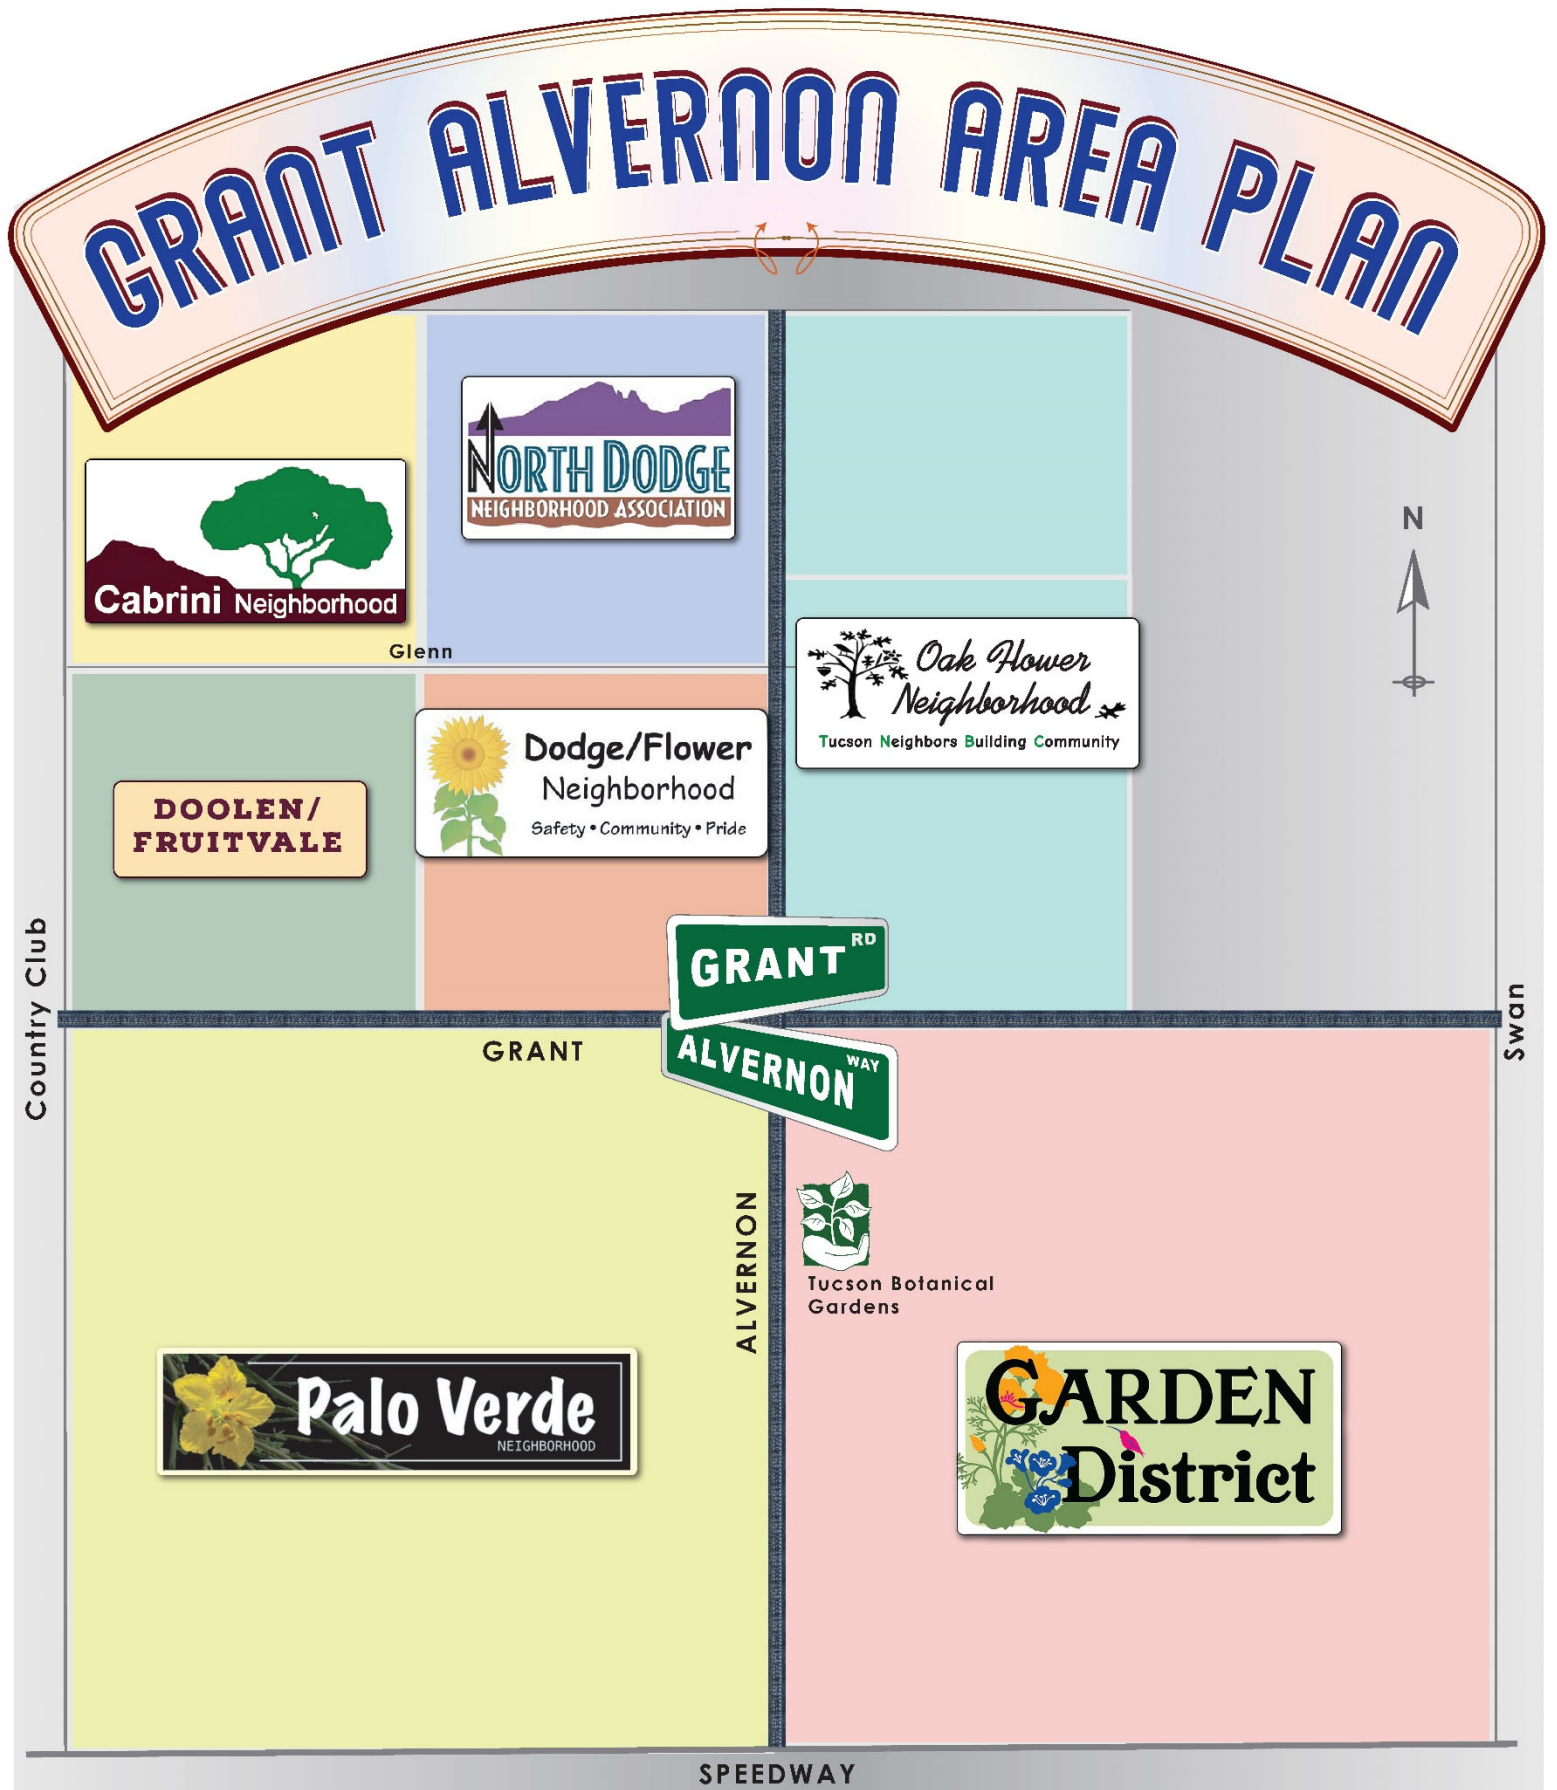 GRANT ALVERNON AREA PLAN
NORTH DODGE
NEIGHBORHOOD ASSOCIATION
Cabrini Neighborhood
Glenn
N
Oak Flower
Neighborhood
Tucson Neighbors Building Community
Dodge/Flower
Neighborhood
Safety • Community • Pride
DOOLEN/
FRUITVALE
Country Club
GRANT RD
ALVERNON WAY
GRANT
Swan
ALVERNON
Tucson Botanical
Gardens
Palo Verde
NEIGHBORHOOD
GARDEN
District
SPEEDWAY